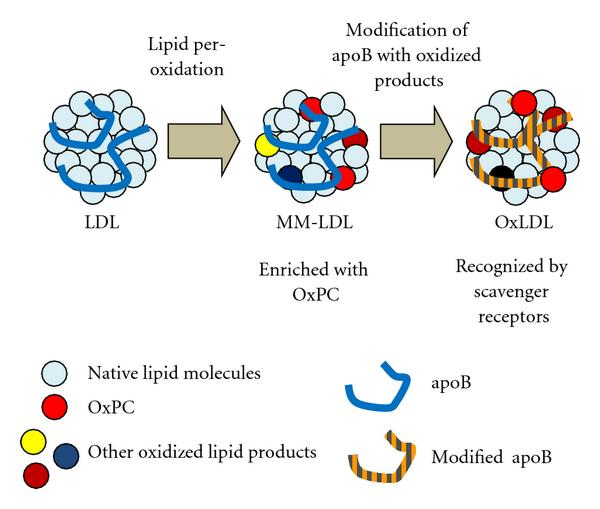 Lipid per-
oxidation
Modification of
apoB with oxidized
products
LDL
MM-LDL
OxLDL
Enriched with
OxPC
Recognized by
scavenger
receptors
Native lipid molecules
OxPC
Other oxidized lipid products
apoB
Modified apoB